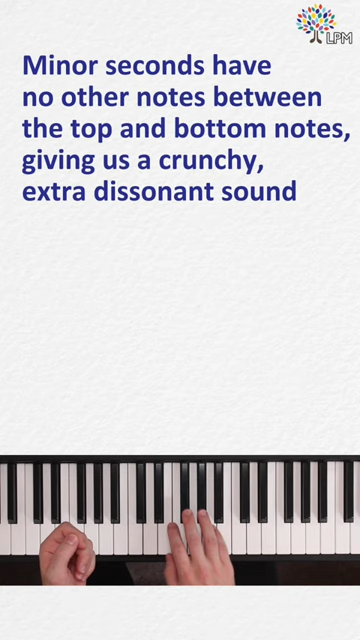 LPM
Minor seconds have
no other notes between
the top and bottom notes,
giving us a crunchy,
extra dissonant sound